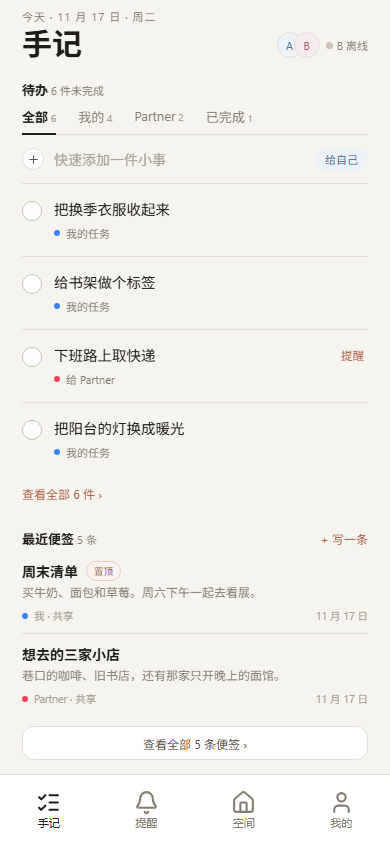 今天 · 11 月 17 日 · 周二
手记
A B B 离线
待办 6 件未完成
全部 6 我的 4 Partner 2 已完成 1
+ 快速添加一件小事 给自己
把换季衣服收起来
我的任务
给书架做个标签
我的任务
下班路上取快递 提醒
给 Partner
把阳台的灯换成暖光
我的任务
查看全部 6 件 ›
最近便签 5 条 + 写一条
周末清单 置顶
买牛奶、面包和草莓。周六下午一起去看展。
我 · 共享 11 月 17 日
想去的三家小店
巷口的咖啡、旧书店，还有那家只开晚上的面馆。
Partner · 共享 11 月 17 日
查看全部 5 条便签 ›
手记 提醒 空间 我的